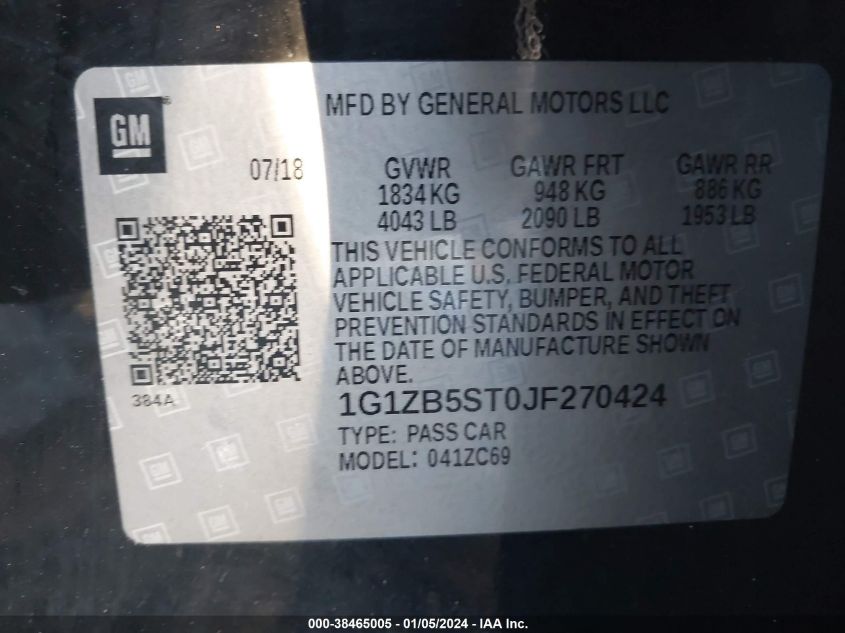 GM
®
MFD BY GENERAL MOTORS LLC
07/18
GVWR GAWR FRT GAWR RR
1834 KG 948 KG 886 KG
4043 LB 2090 LB 1953 LB
THIS VEHICLE CONFORMS TO ALL
APPLICABLE U.S. FEDERAL MOTOR
VEHICLE SAFETY, BUMPER, AND THEFT
PREVENTION STANDARDS IN EFFECT ON
THE DATE OF MANUFACTURE SHOWN
ABOVE.
384A
1G1ZB5ST0JF270424
TYPE: PASS CAR
MODEL: 041ZC69
000-38465005 - 01/05/2024 - IAA Inc.